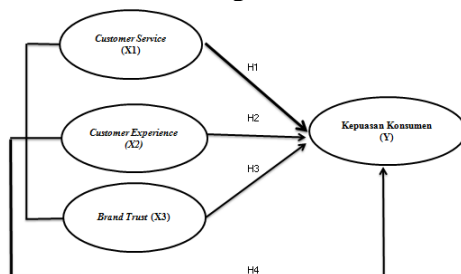 Customer Service
(X1)
H1
Customer Experience
(X2)
H2
Kepuasan Konsumen
(Y)
H3
Brand Trust (X3)
H4